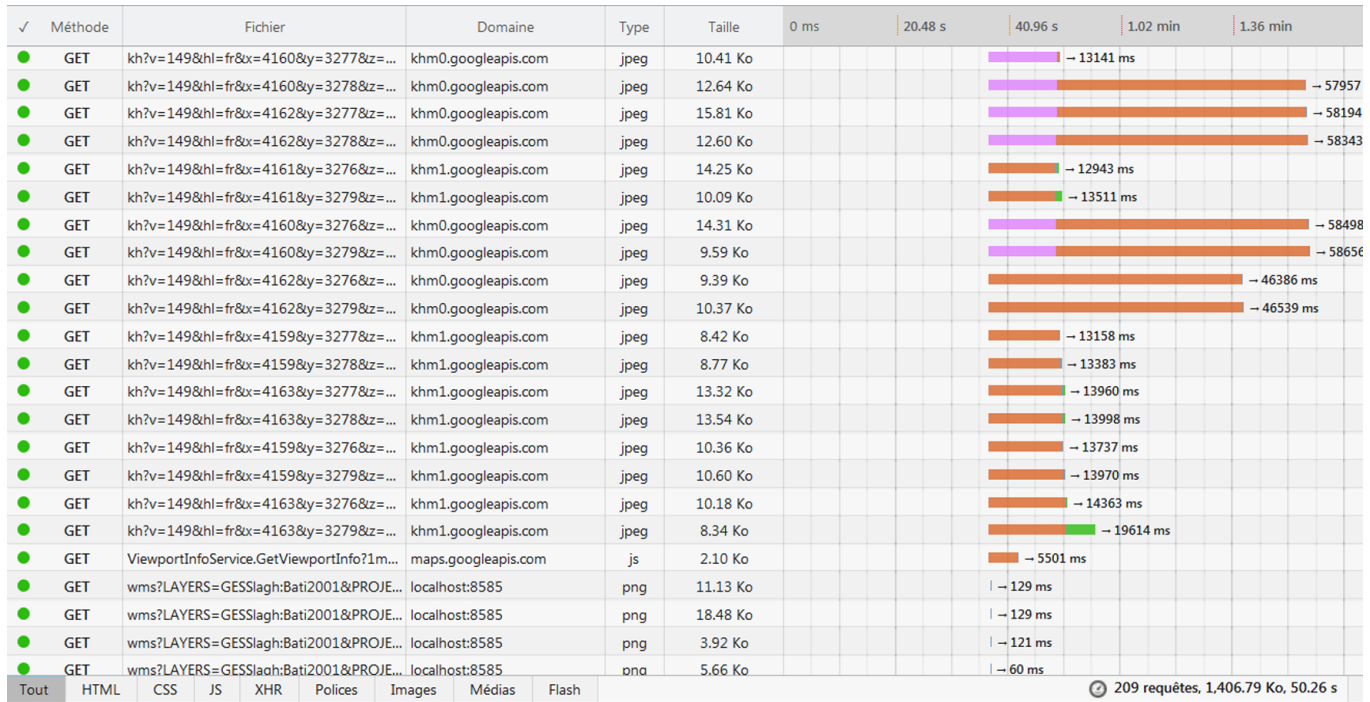 ✓ Méthode Fichier Domaine Type Taille 0 ms 20.48 s 40.96 s 1.02 min 1.36 min
GET kh?v=149&hl=fr&x=4160&y=3277&z=... khm0.googleapis.com jpeg 10.41 Ko → 13141 ms
GET kh?v=149&hl=fr&x=4160&y=3278&z=... khm0.googleapis.com jpeg 12.64 Ko → 57957
GET kh?v=149&hl=fr&x=4162&y=3277&z=... khm0.googleapis.com jpeg 15.81 Ko → 58194
GET kh?v=149&hl=fr&x=4162&y=3278&z=... khm0.googleapis.com jpeg 12.60 Ko → 58343
GET kh?v=149&hl=fr&x=4161&y=3276&z=... khm1.googleapis.com jpeg 14.25 Ko → 12943 ms
GET kh?v=149&hl=fr&x=4161&y=3279&z=... khm1.googleapis.com jpeg 10.09 Ko → 13511 ms
GET kh?v=149&hl=fr&x=4160&y=3276&z=... khm0.googleapis.com jpeg 14.31 Ko → 58498
GET kh?v=149&hl=fr&x=4160&y=3279&z=... khm0.googleapis.com jpeg 9.59 Ko → 58656
GET kh?v=149&hl=fr&x=4162&y=3276&z=... khm0.googleapis.com jpeg 9.39 Ko → 46386 ms
GET kh?v=149&hl=fr&x=4162&y=3279&z=... khm0.googleapis.com jpeg 10.37 Ko → 46539 ms
GET kh?v=149&hl=fr&x=4159&y=3277&z=... khm1.googleapis.com jpeg 8.42 Ko → 13158 ms
GET kh?v=149&hl=fr&x=4159&y=3278&z=... khm1.googleapis.com jpeg 8.77 Ko → 13383 ms
GET kh?v=149&hl=fr&x=4163&y=3277&z=... khm1.googleapis.com jpeg 13.32 Ko → 13960 ms
GET kh?v=149&hl=fr&x=4163&y=3278&z=... khm1.googleapis.com jpeg 13.54 Ko → 13998 ms
GET kh?v=149&hl=fr&x=4159&y=3276&z=... khm1.googleapis.com jpeg 10.36 Ko → 13737 ms
GET kh?v=149&hl=fr&x=4159&y=3279&z=... khm1.googleapis.com jpeg 10.60 Ko → 13970 ms
GET kh?v=149&hl=fr&x=4163&y=3276&z=... khm1.googleapis.com jpeg 10.18 Ko → 14363 ms
GET kh?v=149&hl=fr&x=4163&y=3279&z=... khm1.googleapis.com jpeg 8.34 Ko → 19614 ms
GET ViewportInfoService.GetViewportInfo?1m... maps.googleapis.com js 2.10 Ko → 5501 ms
GET wms?LAYERS=GESSlagh:Bati2001&PROJE... localhost:8585 png 11.13 Ko → 129 ms
GET wms?LAYERS=GESSlagh:Bati2001&PROJE... localhost:8585 png 18.48 Ko → 129 ms
GET wms?LAYERS=GESSlagh:Bati2001&PROJE... localhost:8585 png 3.92 Ko → 121 ms
GET wms?LAYERS=GESSlagh:Bati2001&PROJE... localhost:8585 png 5.66 Ko → 60 ms
Tout HTML CSS JS XHR Polices Images Médias Flash 209 requêtes, 1,406.79 Ko, 50.26 s